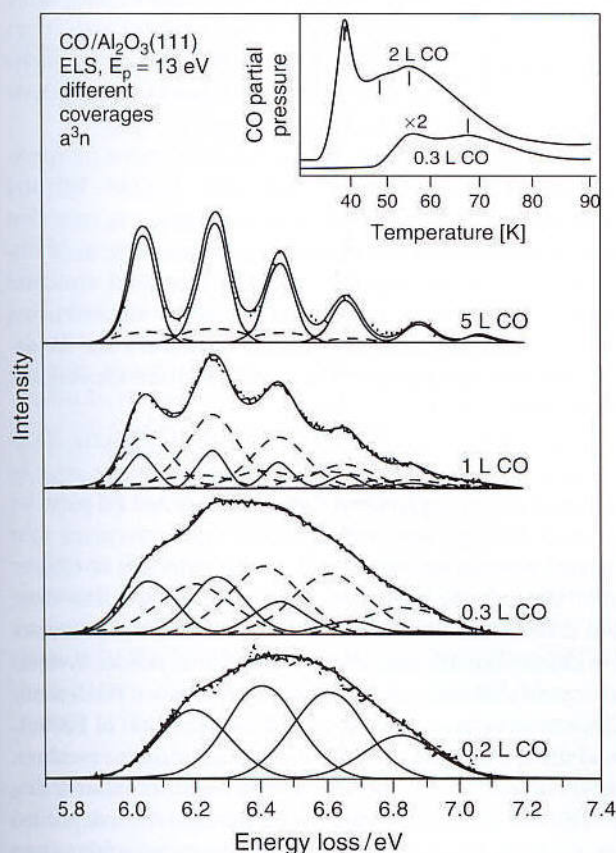 CO/Al₂O₃(111)
ELS, Eₚ = 13 eV
different
coverages
a³п
CO partial
pressure
2 L CO
×2
0.3 L CO
40 50 60 70 80 90
Temperature [K]
5 L CO
1 L CO
0.3 L CO
0.2 L CO
Intensity
5.8 6.0 6.2 6.4 6.6 6.8 7.0 7.2 7.4
Energy loss/eV